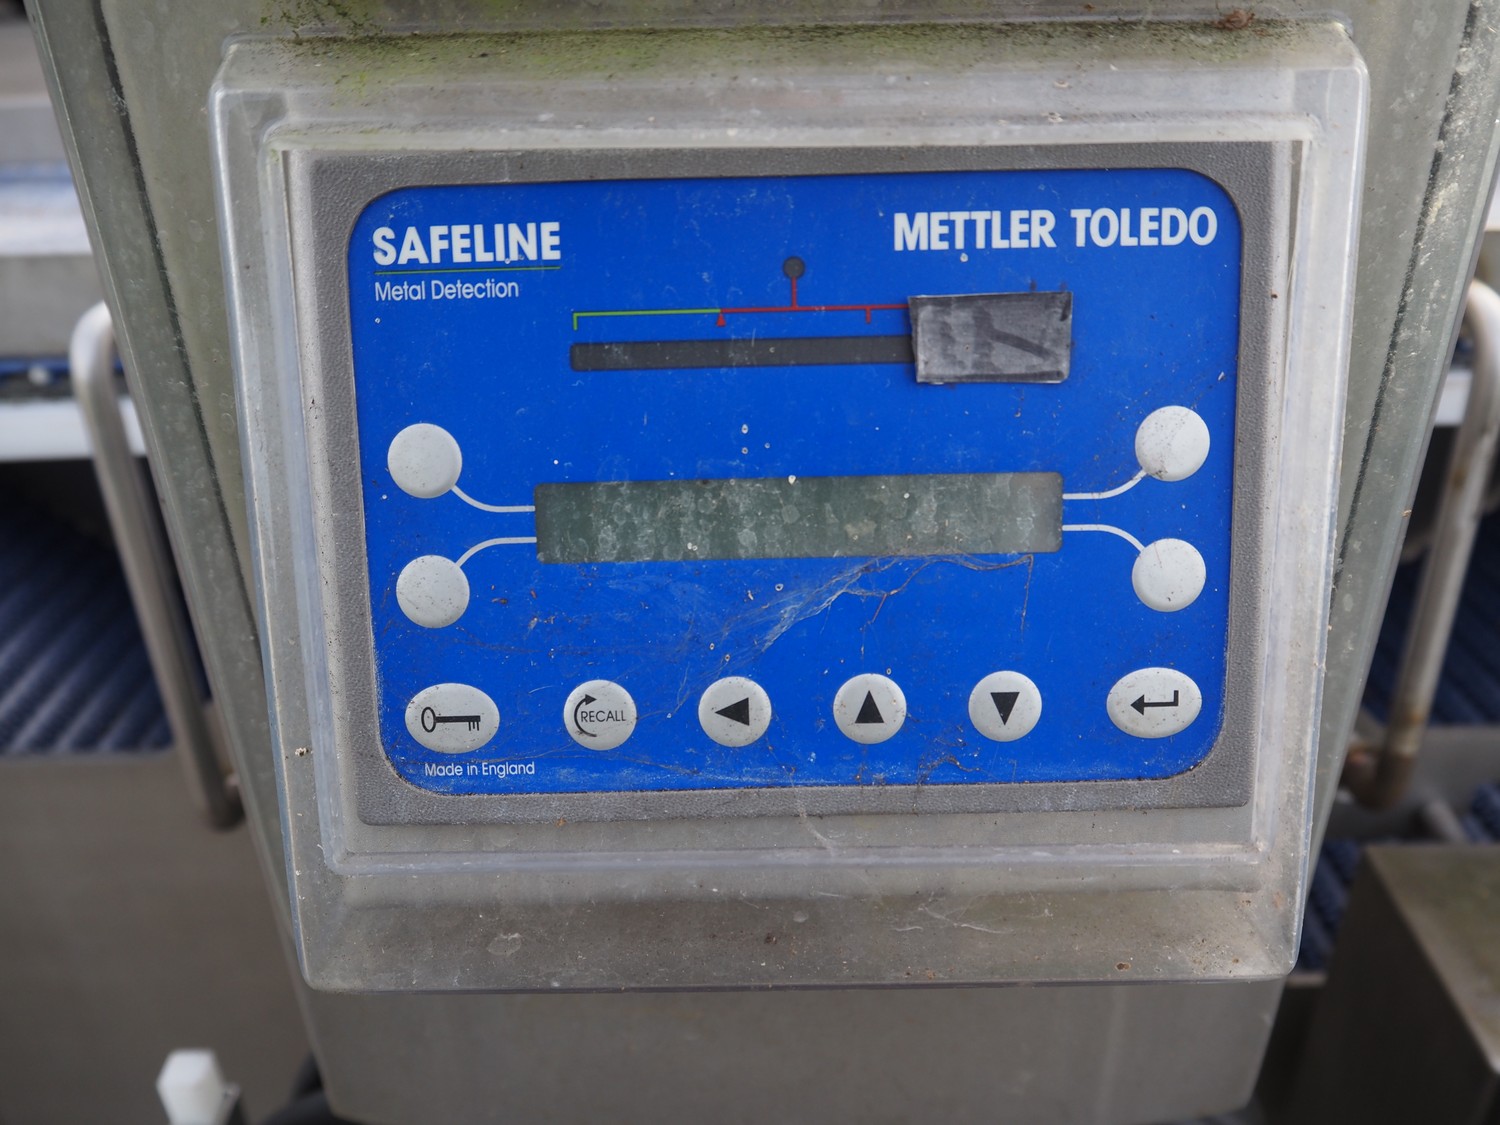 SAFELINE
Metal Detection
METTLER TOLEDO
RECALL
Made in England